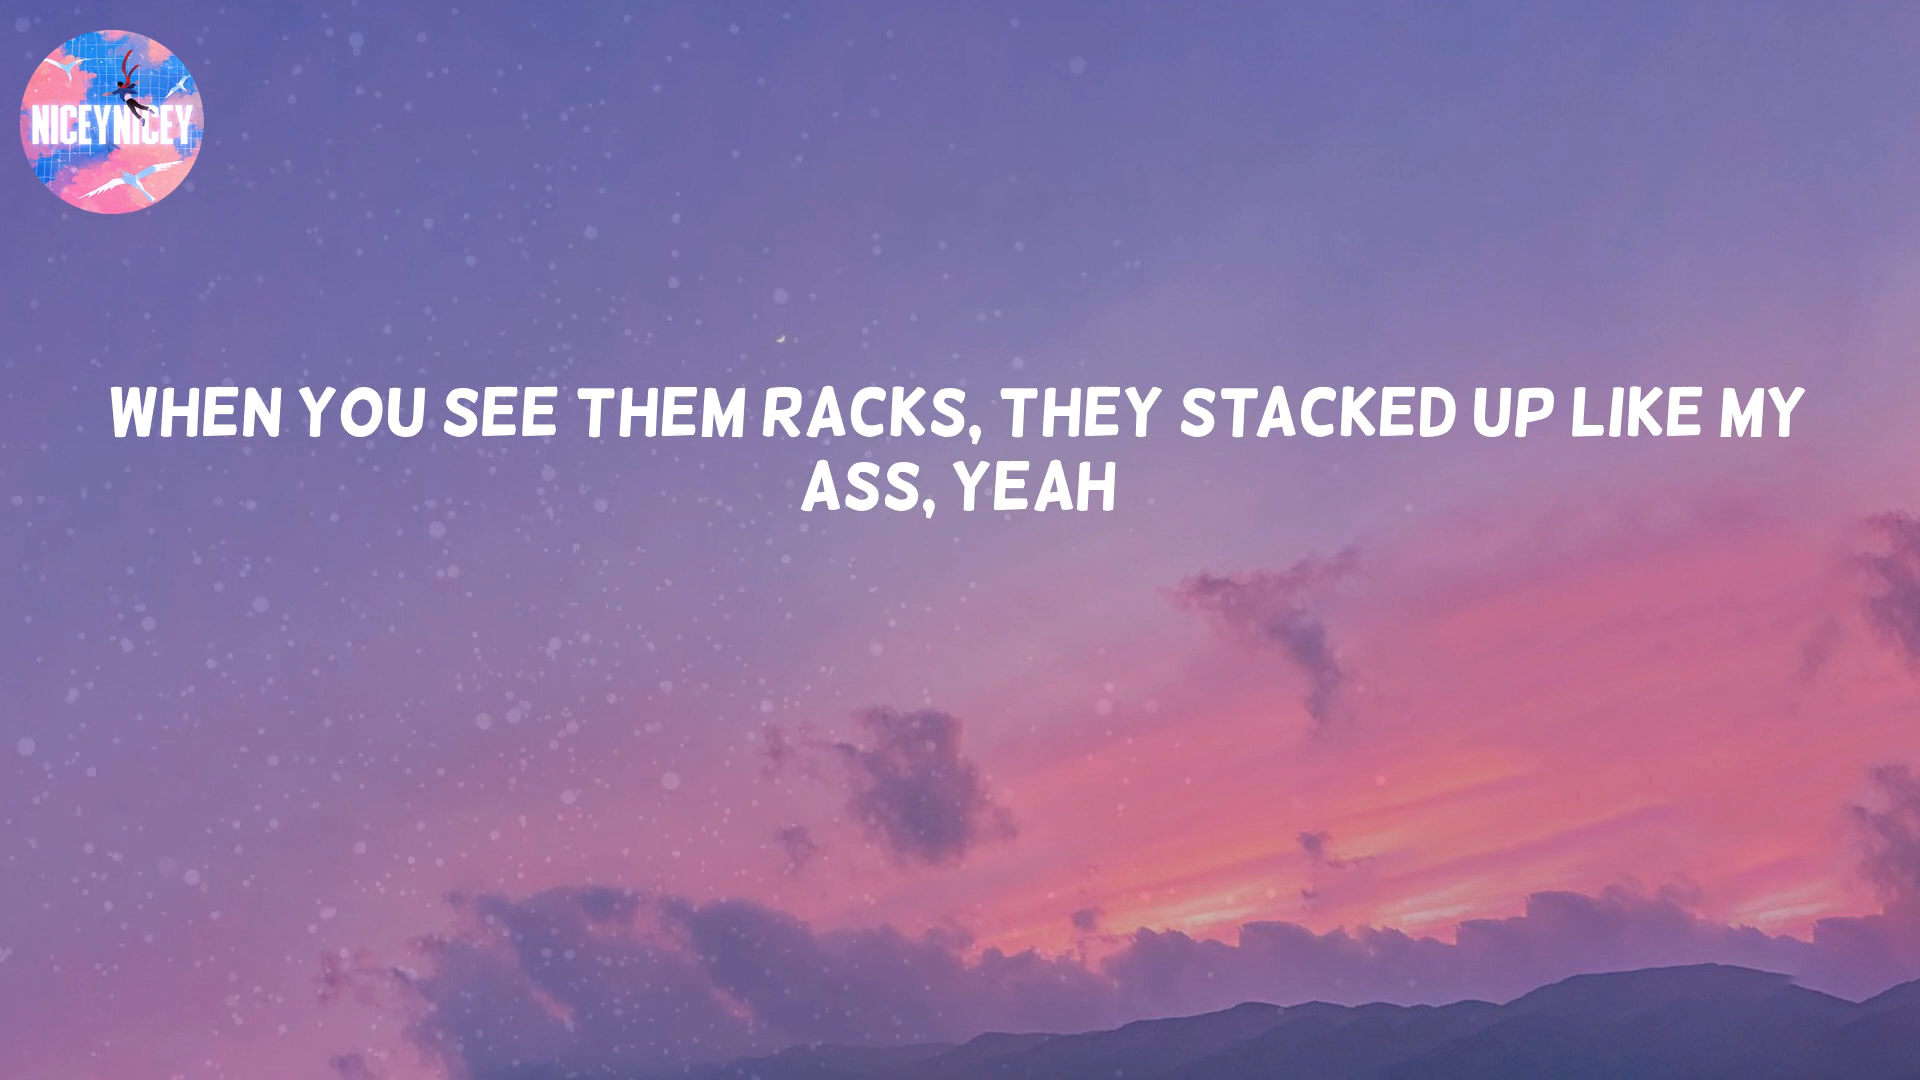 NICEYNICEY
WHEN YOU SEE THEM RACKS, THEY STACKED UP LIKE MY
ASS, YEAH